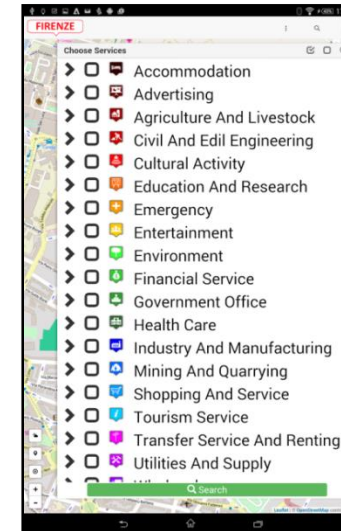 FIRENZE
Choose Services
Accommodation
Advertising
Agriculture And Livestock
Civil And Edil Engineering
Cultural Activity
Education And Research
Emergency
Entertainment
Environment
Financial Service
Government Office
Health Care
Industry And Manufacturing
Mining And Quarrying
Shopping And Service
Tourism Service
Transfer Service And Renting
Utilities And Supply
Search